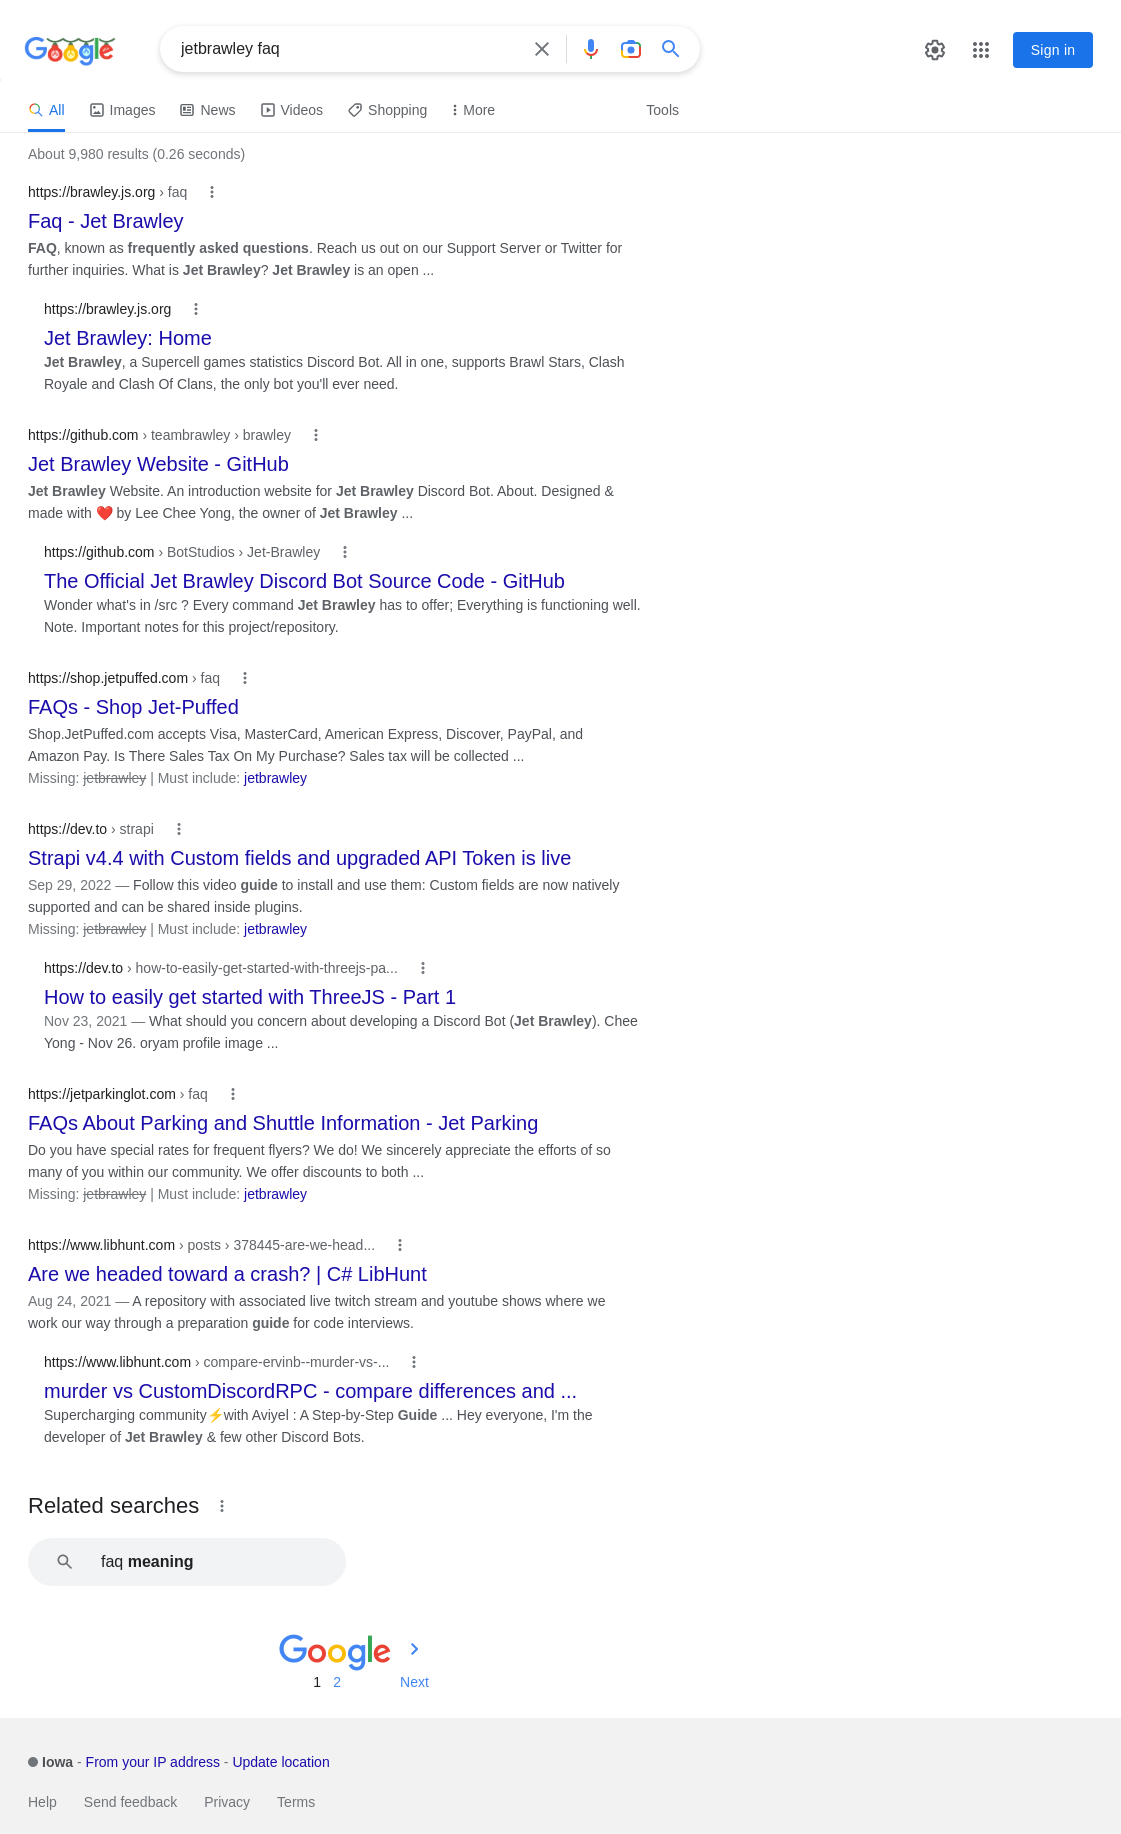 Google
jetbrawley faq
Sign in
All Images News Videos Shopping More Tools
About 9,980 results (0.26 seconds)
https://brawley.js.org › faq
Faq - Jet Brawley
FAQ, known as frequently asked questions. Reach us out on our Support Server or Twitter for
further inquiries. What is Jet Brawley? Jet Brawley is an open ...
https://brawley.js.org
Jet Brawley: Home
Jet Brawley, a Supercell games statistics Discord Bot. All in one, supports Brawl Stars, Clash
Royale and Clash Of Clans, the only bot you'll ever need.
https://github.com › teambrawley › brawley
Jet Brawley Website - GitHub
Jet Brawley Website. An introduction website for Jet Brawley Discord Bot. About. Designed &
made with ❤️ by Lee Chee Yong, the owner of Jet Brawley ...
https://github.com › BotStudios › Jet-Brawley
The Official Jet Brawley Discord Bot Source Code - GitHub
Wonder what's in /src ? Every command Jet Brawley has to offer; Everything is functioning well.
Note. Important notes for this project/repository.
https://shop.jetpuffed.com › faq
FAQs - Shop Jet-Puffed
Shop.JetPuffed.com accepts Visa, MasterCard, American Express, Discover, PayPal, and
Amazon Pay. Is There Sales Tax On My Purchase? Sales tax will be collected ...
Missing: jetbrawley | Must include: jetbrawley
https://dev.to › strapi
Strapi v4.4 with Custom fields and upgraded API Token is live
Sep 29, 2022 — Follow this video guide to install and use them: Custom fields are now natively
supported and can be shared inside plugins.
Missing: jetbrawley | Must include: jetbrawley
https://dev.to › how-to-easily-get-started-with-threejs-pa...
How to easily get started with ThreeJS - Part 1
Nov 23, 2021 — What should you concern about developing a Discord Bot (Jet Brawley). Chee
Yong - Nov 26. oryam profile image ...
https://jetparkinglot.com › faq
FAQs About Parking and Shuttle Information - Jet Parking
Do you have special rates for frequent flyers? We do! We sincerely appreciate the efforts of so
many of you within our community. We offer discounts to both ...
Missing: jetbrawley | Must include: jetbrawley
https://www.libhunt.com › posts › 378445-are-we-head...
Are we headed toward a crash? | C# LibHunt
Aug 24, 2021 — A repository with associated live twitch stream and youtube shows where we
work our way through a preparation guide for code interviews.
https://www.libhunt.com › compare-ervinb--murder-vs-...
murder vs CustomDiscordRPC - compare differences and ...
Supercharging community⚡with Aviyel : A Step-by-Step Guide ... Hey everyone, I'm the
developer of Jet Brawley & few other Discord Bots.
Related searches
faq meaning
Google
1 2 Next
Iowa - From your IP address - Update location
Help Send feedback Privacy Terms